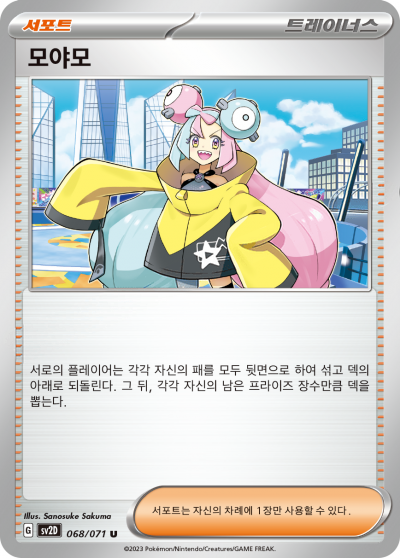 서포트
트레이너스
모야모
서로의 플레이어는 각각 자신의 패를 모두 뒷면으로 하여 섞고 덱의
아래로 되돌린다. 그 뒤, 각각 자신의 남은 프라이즈 장수만큼 덱을
뽑는다.
Illus. Sanosuke Sakuma
G SV2D 068/071 U
서포트는 자신의 차례에 1장만 사용할 수 있다.
©2023 Pokémon/Nintendo/Creatures/GAME FREAK.